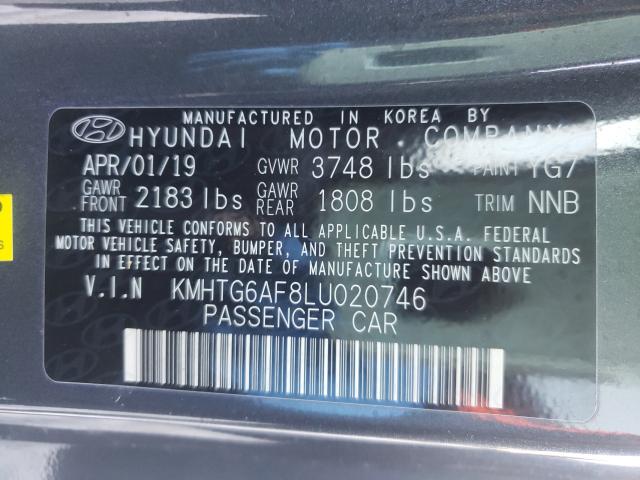 MANUFACTURED IN KOREA BY
HYUNDAI MOTOR COMPANY
APR/01/19 GVWR 3748 lbs PAINT YG7
GAWR FRONT 2183 lbs GAWR REAR 1808 lbs TRIM NNB
THIS VEHICLE CONFORMS TO ALL APPLICABLE U.S.A. FEDERAL
MOTOR VEHICLE SAFETY, BUMPER, AND THEFT PREVENTION STANDARDS
IN EFFECT ON THE DATE OF MANUFACTURE SHOWN ABOVE
V.I.N KMHTG6AF8LU020746
PASSENGER CAR